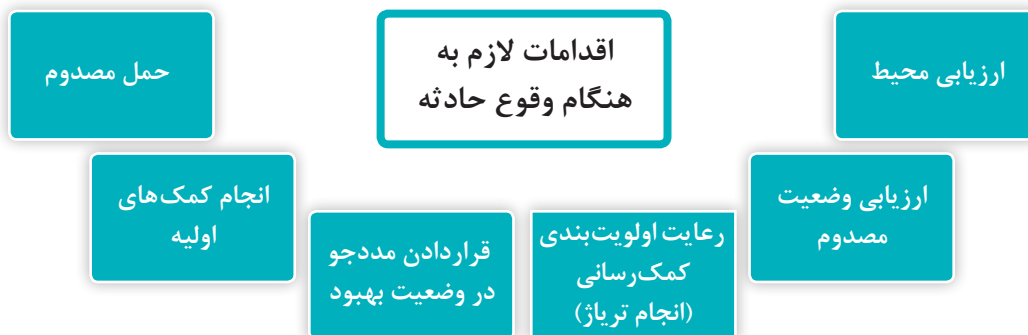 اقدامات لازم به
هنگام وقوع حادثه
ارزیابی محیط
ارزیابی وضعیت
مصدوم
رعایت اولویت‌بندی
کمک‌رسانی
(انجام تریاژ)
قراردادن مددجو
در وضعیت بهبود
انجام کمک‌های
اولیه
حمل مصدوم